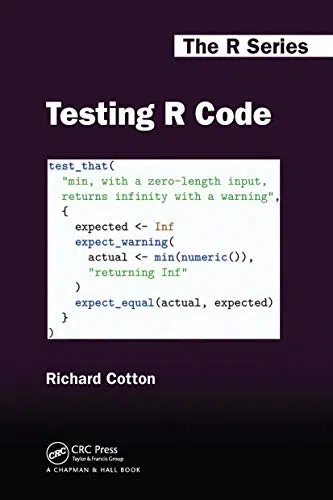 The R Series
Testing R Code
test_that(
"min, with a zero-length input,
returns infinity with a warning",
{
expected <- Inf
expect_warning(
actual <- min(numeric()),
"returning Inf"
)
expect_equal(actual, expected)
}
)
Richard Cotton
CRC
CRC Press
Taylor & Francis Group
A CHAPMAN & HALL BOOK